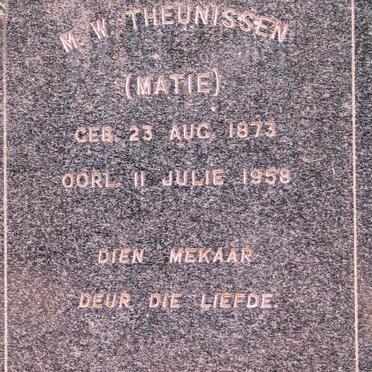 M. W. THEUNISSEN
(MATIE)
GEB. 23 AUG. 1873
OORL. 11 JULIE 1958
DIEN MEKAAR
DEUR DIE LIEFDE.